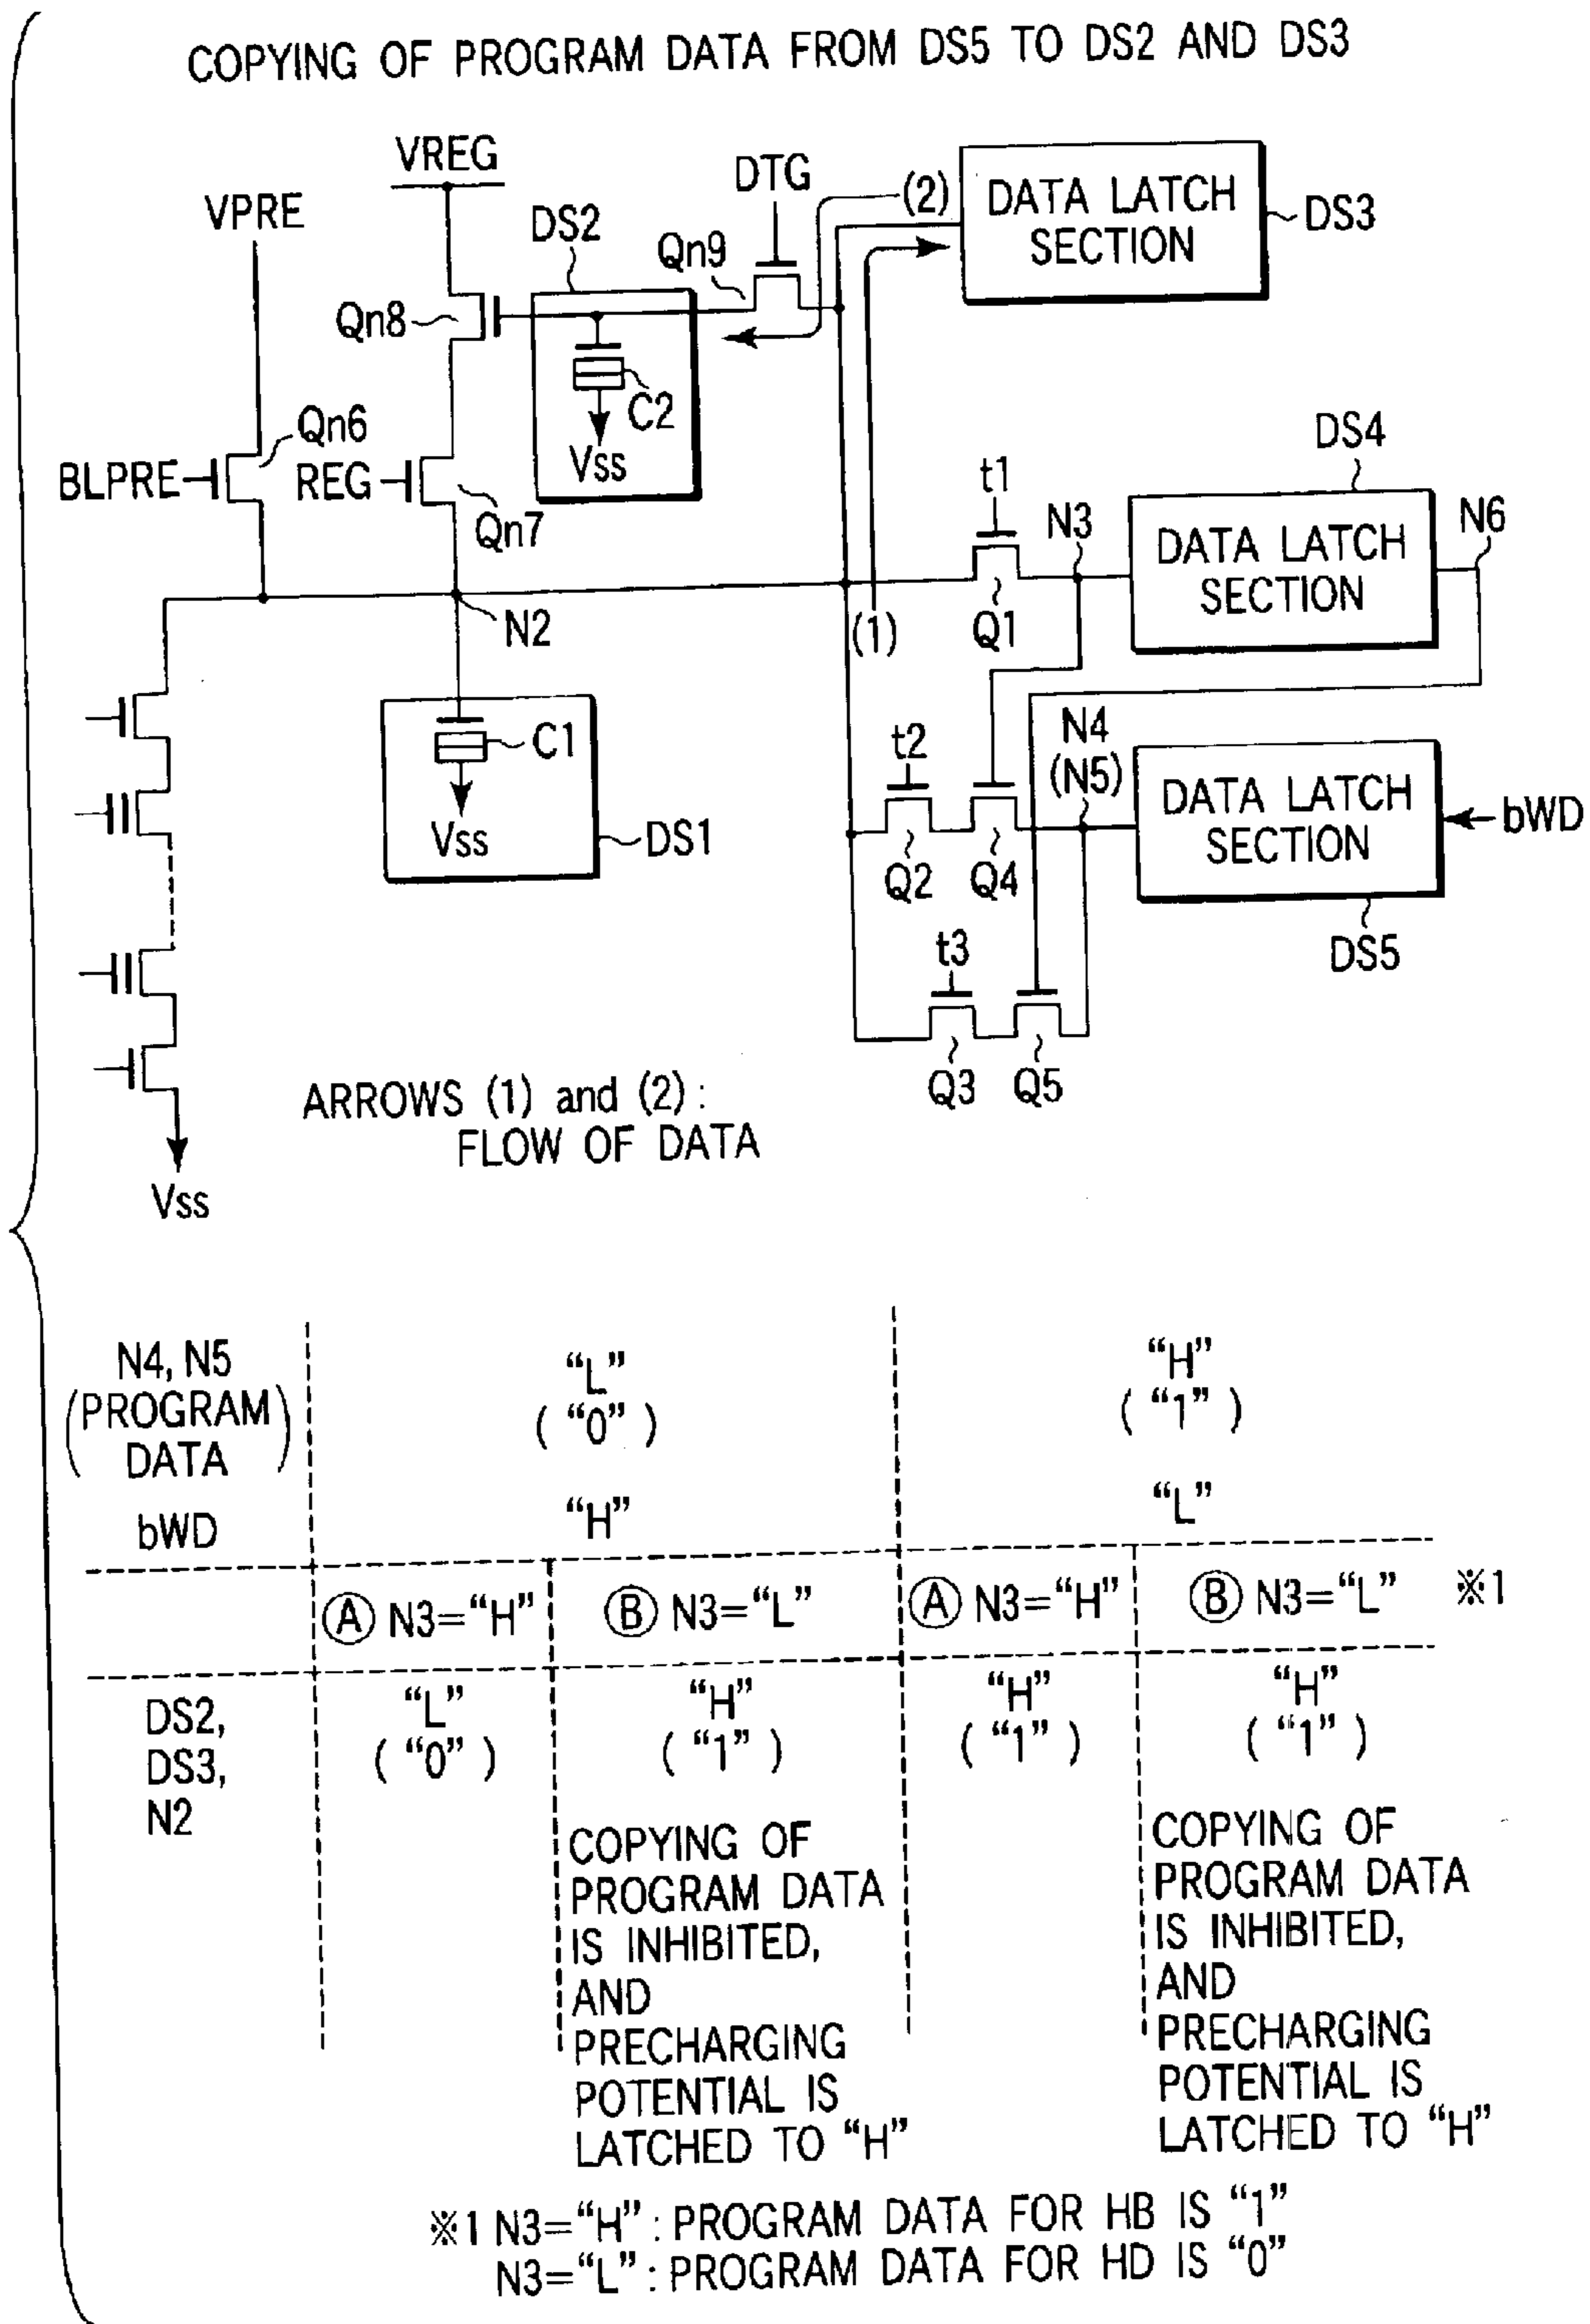 COPYING OF PROGRAM DATA FROM DS5 TO DS2 AND DS3
VREG
VPRE
DTG
(2)
DATA LATCH
SECTION
DS3
DS2
Qn9
Qn8
C2
Vss
Qn6
BLPRE
REG
Qn7
DS4
t1
N3
N6
DATA LATCH
SECTION
N2
(1)
Q1
C1
Vss
DS1
t2
N4
(N5)
DATA LATCH
SECTION
bWD
Q2
Q4
DS5
t3
Q3
Q5
ARROWS (1) and (2) :
FLOW OF DATA
Vss
N4, N5
(PROGRAM
DATA)
“L”
( “0” )
“H”
( “1” )
bWD
“H”
“L”
Ⓐ N3=“H”
Ⓑ N3=“L”
Ⓐ N3=“H”
Ⓑ N3=“L”
※1
DS2,
DS3,
N2
“L”
( “0” )
“H”
( “1” )
“H”
( “1” )
“H”
( “1” )
COPYING OF
PROGRAM DATA
IS INHIBITED,
AND
PRECHARGING
POTENTIAL IS
LATCHED TO “H”
COPYING OF
PROGRAM DATA
IS INHIBITED,
AND
PRECHARGING
POTENTIAL IS
LATCHED TO “H”
※1 N3=“H” : PROGRAM DATA FOR HB IS “1”
N3=“L” : PROGRAM DATA FOR HD IS “0”